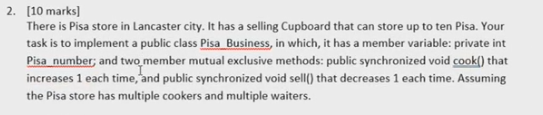 2. [10 marks]
There is Pisa store in Lancaster city. It has a selling Cupboard that can store up to ten Pisa. Your
task is to implement a public class Pisa_Business, in which, it has a member variable: private int
Pisa_number; and two member mutual exclusive methods: public synchronized void cook() that
increases 1 each time, and public synchronized void sell() that decreases 1 each time. Assuming
the Pisa store has multiple cookers and multiple waiters.